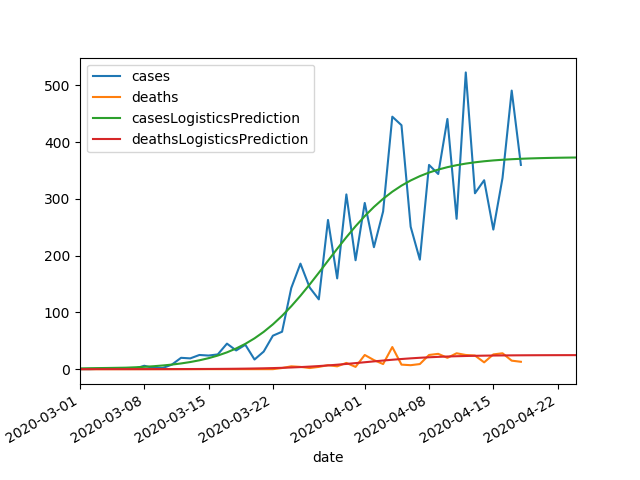 500
400
300
200
100
0
cases
deaths
casesLogisticsPrediction
deathsLogisticsPrediction
2020-03-01
2020-03-08
2020-03-15
2020-03-22
2020-04-01
2020-04-08
2020-04-15
2020-04-22
date